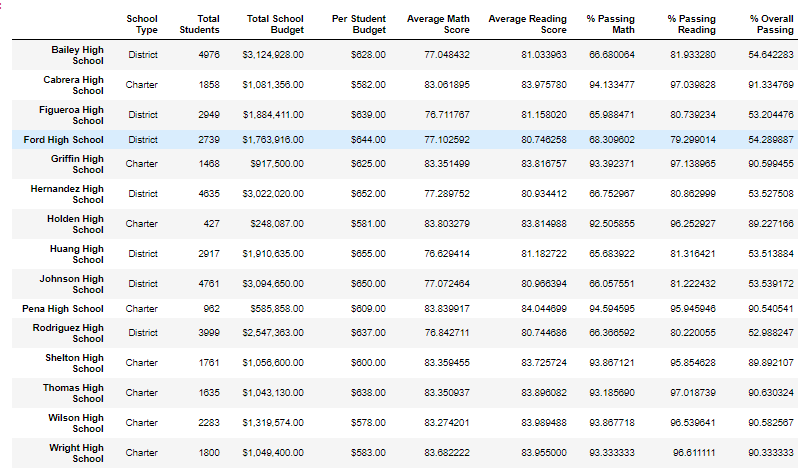 School Type Total Students Total School Budget Per Student Budget Average Math Score Average Reading Score % Passing Math % Passing Reading % Overall Passing
Bailey High School District 4976 $3,124,928.00 $628.00 77.048432 81.033963 66.680064 81.933280 54.642283
Cabrera High School Charter 1858 $1,081,356.00 $582.00 83.061895 83.975780 94.133477 97.039828 91.334769
Figueroa High School District 2949 $1,884,411.00 $639.00 76.711767 81.158020 65.988471 80.739234 53.204476
Ford High School District 2739 $1,763,916.00 $644.00 77.102592 80.746258 68.309602 79.299014 54.289887
Griffin High School Charter 1468 $917,500.00 $625.00 83.351499 83.816757 93.392371 97.138965 90.599455
Hernandez High School District 4635 $3,022,020.00 $652.00 77.289752 80.934412 66.752967 80.862999 53.527508
Holden High School Charter 427 $248,087.00 $581.00 83.803279 83.814988 92.505855 96.252927 89.227166
Huang High School District 2917 $1,910,635.00 $655.00 76.629414 81.182722 65.683922 81.316421 53.513884
Johnson High School District 4761 $3,094,650.00 $650.00 77.072464 80.966394 66.057551 81.222432 53.539172
Pena High School Charter 962 $585,858.00 $609.00 83.839917 84.044699 94.594595 95.945946 90.540541
Rodriguez High School District 3999 $2,547,363.00 $637.00 76.842711 80.744686 66.366592 80.220055 52.988247
Shelton High School Charter 1761 $1,056,600.00 $600.00 83.359455 83.725724 93.867121 95.854628 89.892107
Thomas High School Charter 1635 $1,043,130.00 $638.00 83.350937 83.896082 93.185690 97.018739 90.630324
Wilson High School Charter 2283 $1,319,574.00 $578.00 83.274201 83.989488 93.867718 96.539641 90.582567
Wright High School Charter 1800 $1,049,400.00 $583.00 83.682222 83.955000 93.333333 96.611111 90.333333